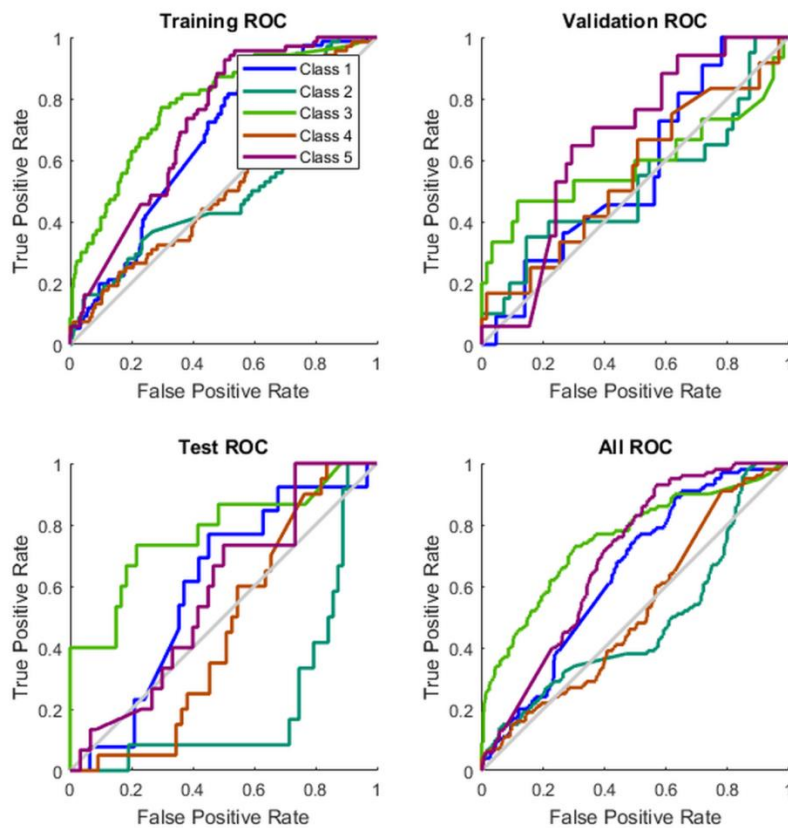 Training ROC
1
0.8
0.6
0.4
0.2
0
0 0.2 0.4 0.6 0.8 1
True Positive Rate
False Positive Rate
Class 1
Class 2
Class 3
Class 4
Class 5
Validation ROC
1
0.8
0.6
0.4
0.2
0
0 0.2 0.4 0.6 0.8 1
True Positive Rate
False Positive Rate
Test ROC
1
0.8
0.6
0.4
0.2
0
0 0.2 0.4 0.6 0.8 1
True Positive Rate
False Positive Rate
All ROC
1
0.8
0.6
0.4
0.2
0
0 0.2 0.4 0.6 0.8 1
True Positive Rate
False Positive Rate